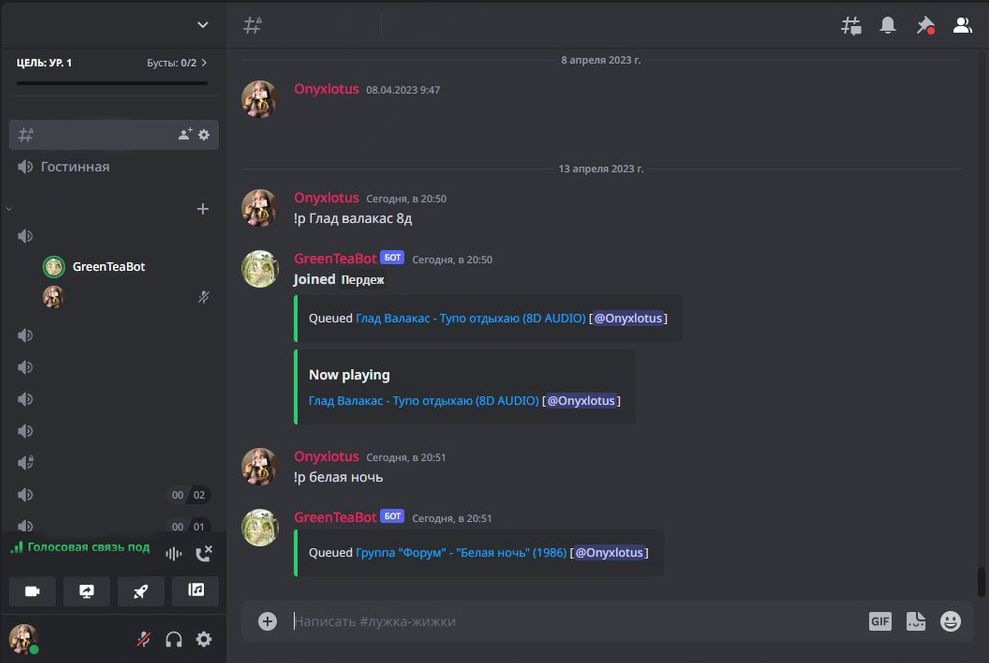 ЦЕЛЬ: УР. 1
Бусты: 0/2
Гостинная
GreenTeaBot
00 02
00 01
Голосовая связь под
8 апреля 2023 г.
Onyxlotus 08.04.2023 9:47
13 апреля 2023 г.
Onyxlotus Сегодня, в 20:50
!p Глад валакас 8д
GreenTeaBot БОТ Сегодня, в 20:50
Joined Пердеж
Queued Глад Валакас - Тупо отдыхаю (8D AUDIO) [@Onyxlotus]
Now playing
Глад Валакас - Тупо отдыхаю (8D AUDIO) [@Onyxlotus]
Onyxlotus Сегодня, в 20:51
!p белая ночь
GreenTeaBot БОТ Сегодня, в 20:51
Queued Группа "Форум" - "Белая ночь" (1986) [@Onyxlotus]
Написать #лужка-жижки
GIF